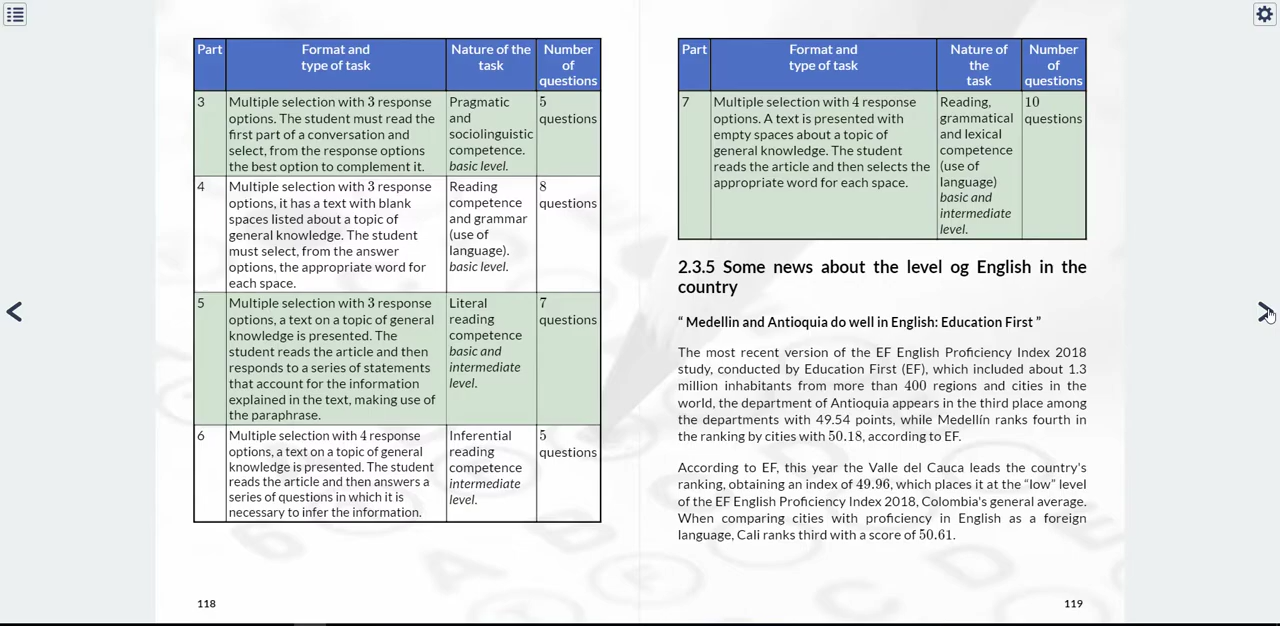 Part
Format and
type of task
Nature of the
task
Number
of
questions
3
Multiple selection with 3 response
options. The student must read the
first part of a conversation and
select, from the response options
the best option to complement it.
Pragmatic
and
sociolinguistic
competence.
basic level.
5
questions
4
Multiple selection with 3 response
options, it has a text with blank
spaces listed about a topic of
general knowledge. The student
must select, from the answer
options, the appropriate word for
each space.
Reading
competence
and grammar
(use of
language).
basic level.
8
questions
5
Multiple selection with 3 response
options, a text on a topic of general
knowledge is presented. The
student reads the article and then
responds to a series of statements
that account for the information
explained in the text, making use of
the paraphrase.
Literal
reading
competence
basic and
intermediate
level.
7
questions
6
Multiple selection with 4 response
options, a text on a topic of general
knowledge is presented. The student
reads the article and then answers a
series of questions in which it is
necessary to infer the information.
Inferential
reading
competence
intermediate
level.
5
questions
118
Part
Format and
type of task
Nature of
the
task
Number
of
questions
7
Multiple selection with 4 response
options. A text is presented with
empty spaces about a topic of
general knowledge. The student
reads the article and then selects the
appropriate word for each space.
Reading,
grammatical
and lexical
competence
(use of
language)
basic and
intermediate
level.
10
questions
2.3.5 Some news about the level og English in the
country
“ Medellin and Antioquia do well in English: Education First ”
The most recent version of the EF English Proficiency Index 2018
study, conducted by Education First (EF), which included about 1.3
million inhabitants from more than 400 regions and cities in the
world, the department of Antioquia appears in the third place among
the departments with 49.54 points, while Medellín ranks fourth in
the ranking by cities with 50.18, according to EF.
According to EF, this year the Valle del Cauca leads the country's
ranking, obtaining an index of 49.96, which places it at the “low” level
of the EF English Proficiency Index 2018, Colombia's general average.
When comparing cities with proficiency in English as a foreign
language, Cali ranks third with a score of 50.61.
119